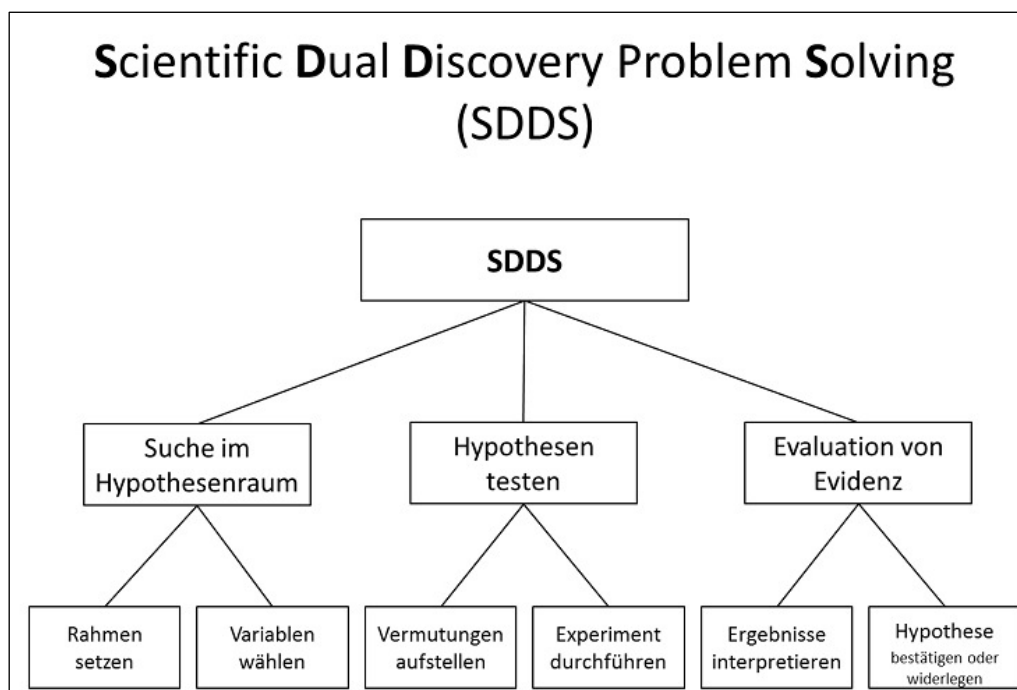 Scientific Dual Discovery Problem Solving
(SDDS)
SDDS
Suche im
Hypothesenraum
Hypothesen
testen
Evaluation von
Evidenz
Rahmen
setzen
Variablen
wählen
Vermutungen
aufstellen
Experiment
durchführen
Ergebnisse
interpretieren
Hypothese
bestätigen oder
widerlegen